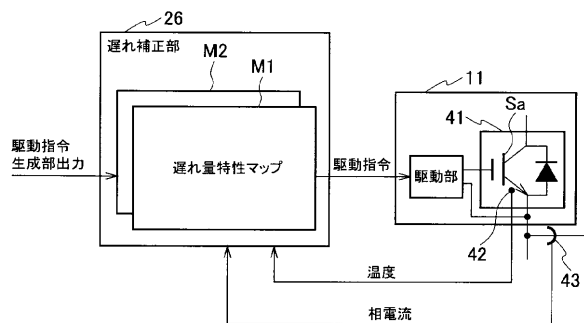 26
遅れ補正部
M2
M1
遅れ量特性マップ
駆動指令
生成部出力
駆動指令
11
41
Sa
駆動部
42
43
温度
相電流